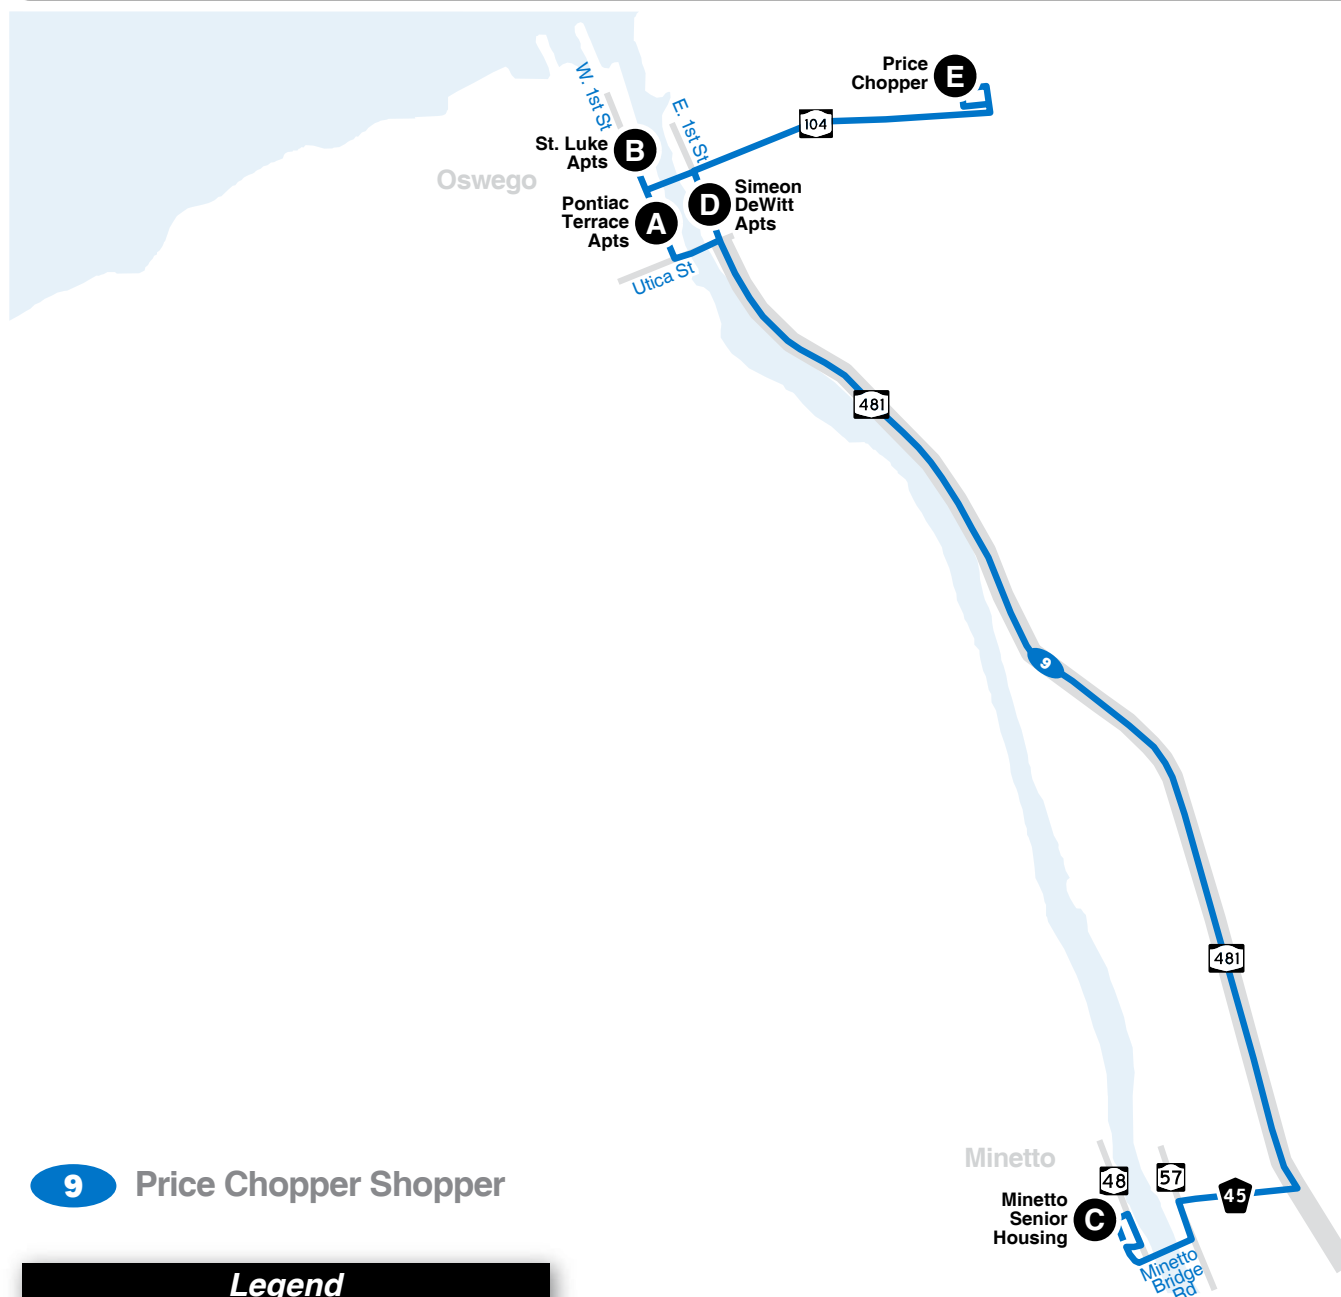 W. 1st St
E. 1st St
Price
Chopper
E
104
St. Luke
Apts
B
Oswego
Pontiac
Terrace
Apts
A
D
Simeon
DeWitt
Apts
Utica St
481
9
481
Minetto
48
57
45
Minetto
Senior
Housing
C
Minetto
Bridge
Rd
9 Price Chopper Shopper
Legend